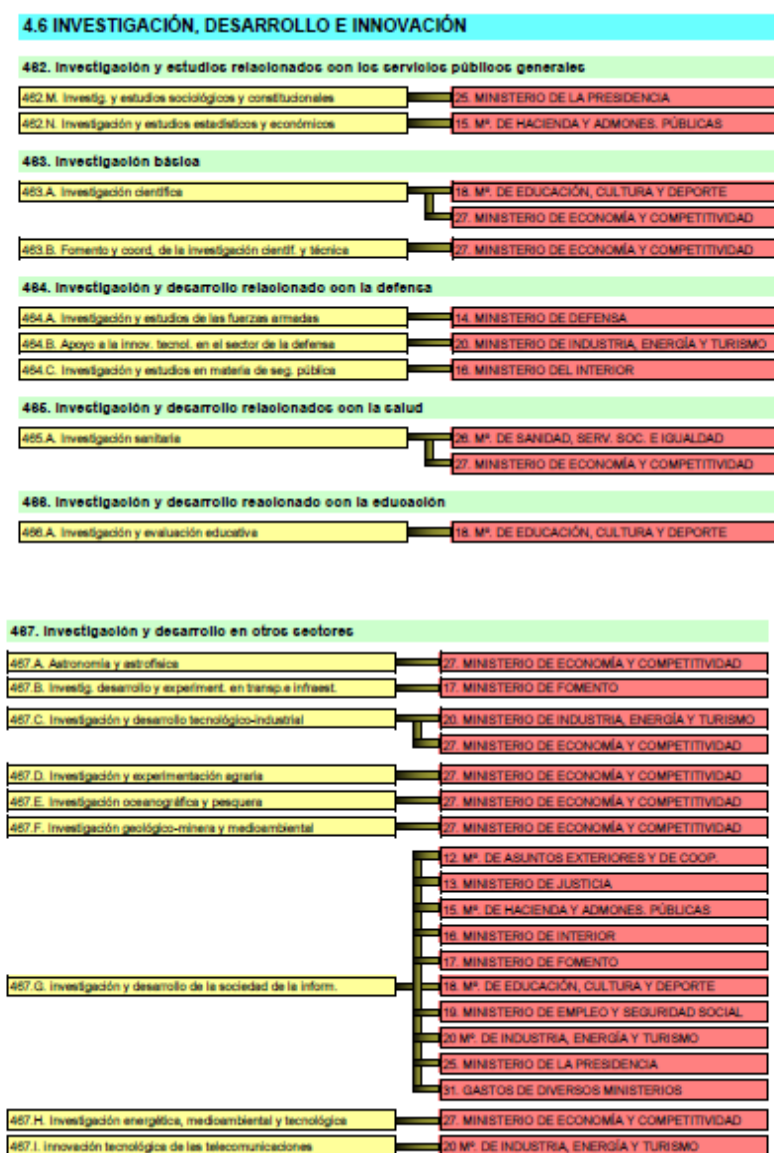 4.6 INVESTIGACIÓN, DESARROLLO E INNOVACIÓN
462. Investigación y estudios relacionados con los servicios públicos generales
462.M. Investig. y estudios sociológicos y constitucionales
25. MINISTERIO DE LA PRESIDENCIA
462.N. Investigación y estudios estadísticos y económicos
15. Mº. DE HACIENDA Y ADMONES. PÚBLICAS
463. Investigación básica
463.A. Investigación científica
18. Mº. DE EDUCACIÓN, CULTURA Y DEPORTE
27. MINISTERIO DE ECONOMÍA Y COMPETITIVIDAD
463.B. Fomento y coord, de la investigación científ. y técnica
27. MINISTERIO DE ECONOMÍA Y COMPETITIVIDAD
464. Investigación y desarrollo relacionado con la defensa
464.A. Investigación y estudios de las fuerzas armadas
14. MINISTERIO DE DEFENSA
464.B. Apoyo a la innov. tecnol. en el sector de la defensa
20. MINISTERIO DE INDUSTRIA, ENERGÍA Y TURISMO
464.C. Investigación y estudios en materia de seg. pública
16. MINISTERIO DEL INTERIOR
465. Investigación y desarrollo relacionados con la salud
465.A. Investigación sanitaria
26. Mº. DE SANIDAD, SERV. SOC. E IGUALDAD
27. MINISTERIO DE ECONOMÍA Y COMPETITIVIDAD
466. Investigación y desarrollo reacionado con la educación
466.A. Investigación y evaluación educativa
18. Mº. DE EDUCACIÓN, CULTURA Y DEPORTE
467. Investigación y desarrollo en otros sectores
467.A. Astronomía y astrofísica
27. MINISTERIO DE ECONOMÍA Y COMPETITIVIDAD
467.B. Investig. desarrollo y experiment. en transp.e infraest.
17. MINISTERIO DE FOMENTO
467.C. Investigación y desarrollo tecnológico-industrial
20. MINISTERIO DE INDUSTRIA, ENERGÍA Y TURISMO
27. MINISTERIO DE ECONOMÍA Y COMPETITIVIDAD
467.D. Investigación y experimentación agraria
27. MINISTERIO DE ECONOMÍA Y COMPETITIVIDAD
467.E. Investigación oceanográfica y pesquera
27. MINISTERIO DE ECONOMÍA Y COMPETITIVIDAD
467.F. Investigación geológico-minera y medioambiental
27. MINISTERIO DE ECONOMÍA Y COMPETITIVIDAD
467.G. investigación y desarrollo de la sociedad de la inform.
12. Mº. DE ASUNTOS EXTERIORES Y DE COOP.
13. MINISTERIO DE JUSTICIA
15. Mº. DE HACIENDA Y ADMONES. PÚBLICAS
16. MINISTERIO DE INTERIOR
17. MINISTERIO DE FOMENTO
18. Mº. DE EDUCACIÓN, CULTURA Y DEPORTE
19. MINISTERIO DE EMPLEO Y SEGURIDAD SOCIAL
20 Mº. DE INDUSTRIA, ENERGÍA Y TURISMO
25. MINISTERIO DE LA PRESIDENCIA
31. GASTOS DE DIVERSOS MINISTERIOS
467.H. Investigación energética, medioambiental y tecnológica
27. MINISTERIO DE ECONOMÍA Y COMPETITIVIDAD
467.I. innovación tecnológica de las telecomunicaciones
20 Mº. DE INDUSTRIA, ENERGÍA Y TURISMO